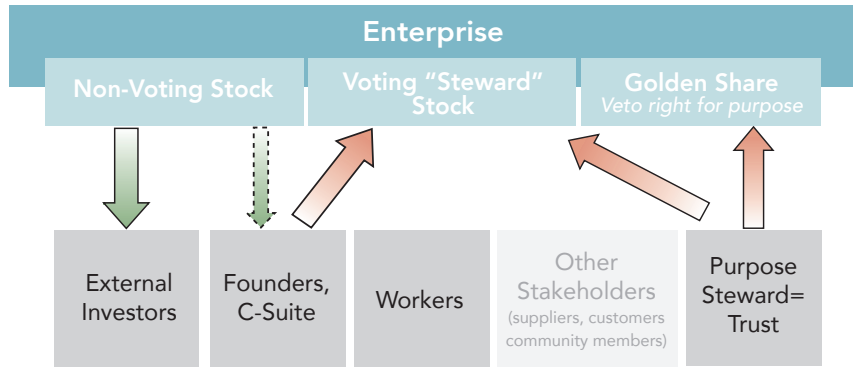 Enterprise
Non-Voting Stock
Voting “Steward”
Stock
Golden Share
Veto right for purpose
External
Investors
Founders,
C-Suite
Workers
Other
Stakeholders
(suppliers, customers
community members)
Purpose
Steward=
Trust